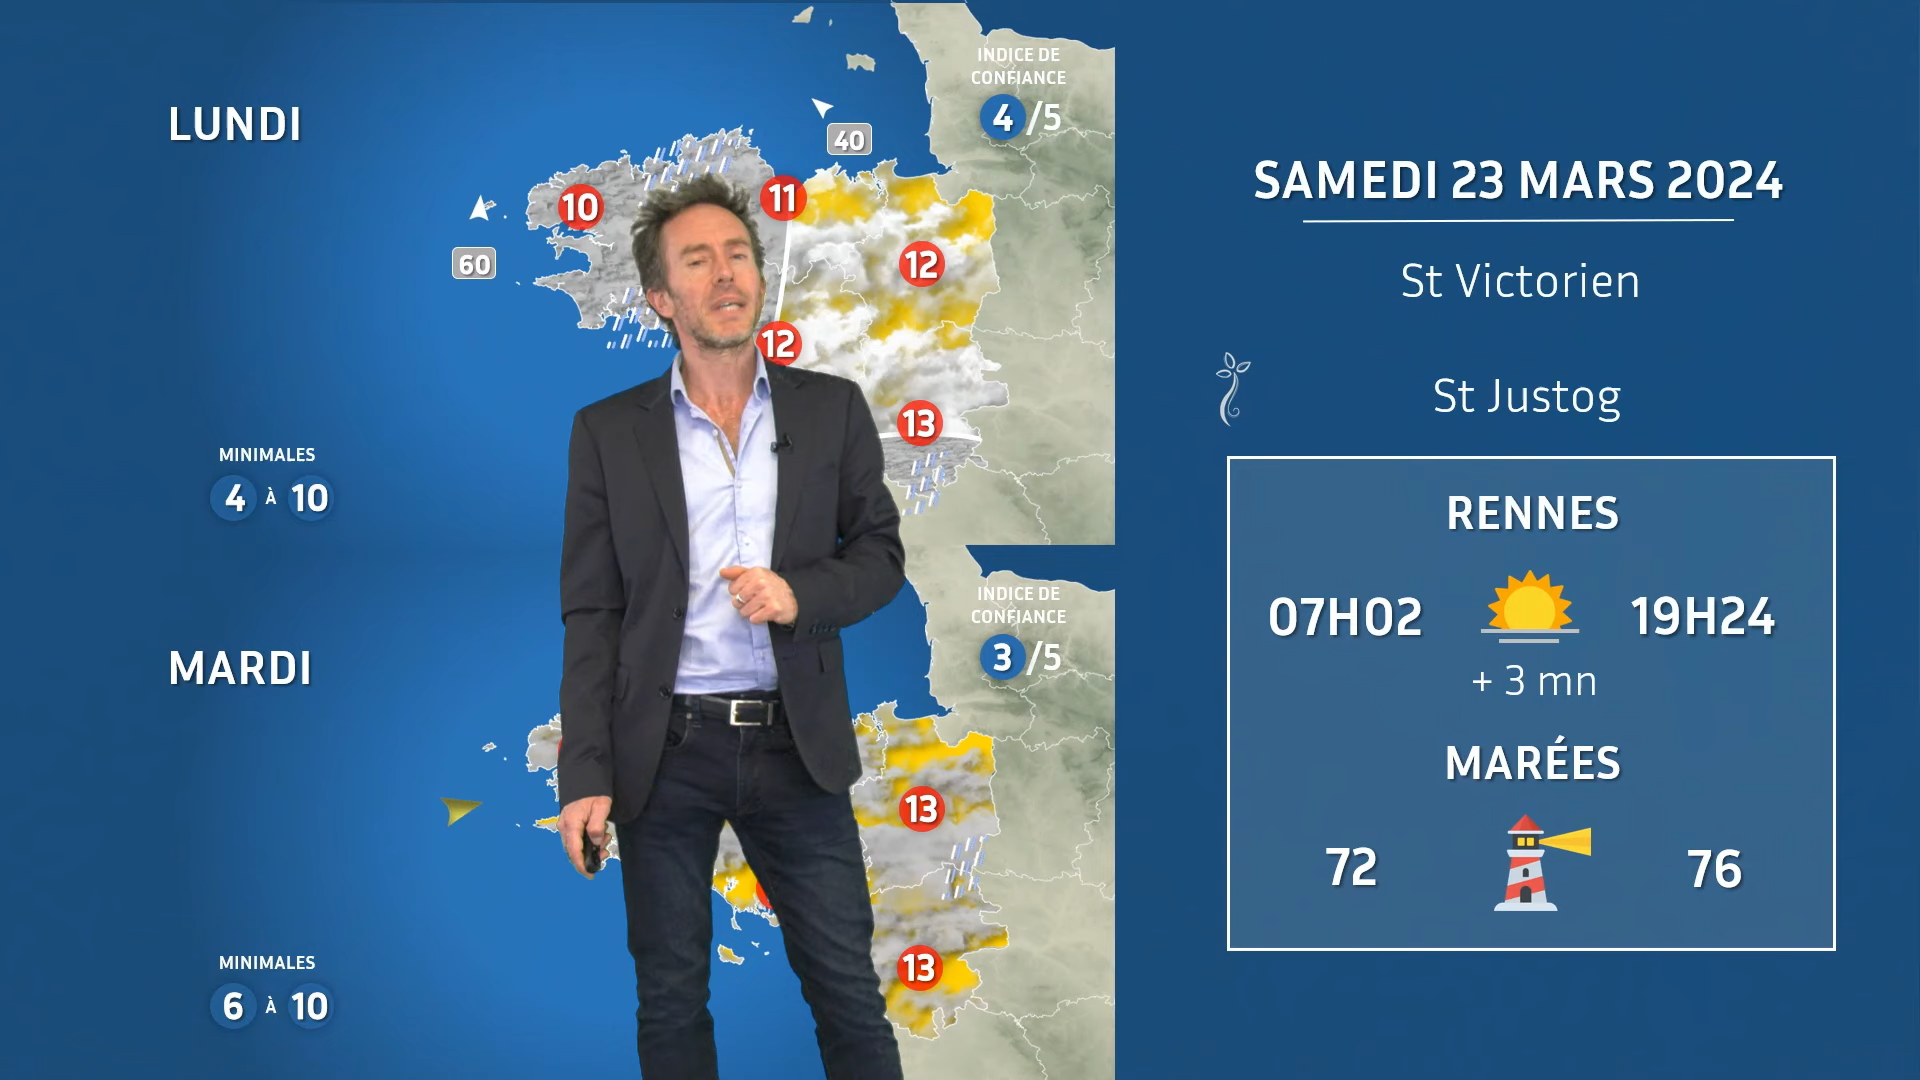 LUNDI
INDICE DE
CONFIANCE
4/5
40
10
11
60
12
12
13
MINIMALES
4 À 10
MARDI
INDICE DE
CONFIANCE
3/5
13
13
MINIMALES
6 À 10
SAMEDI 23 MARS 2024
St Victorien
St Justog
RENNES
07H02
19H24
+ 3 mn
MARÉES
72
76